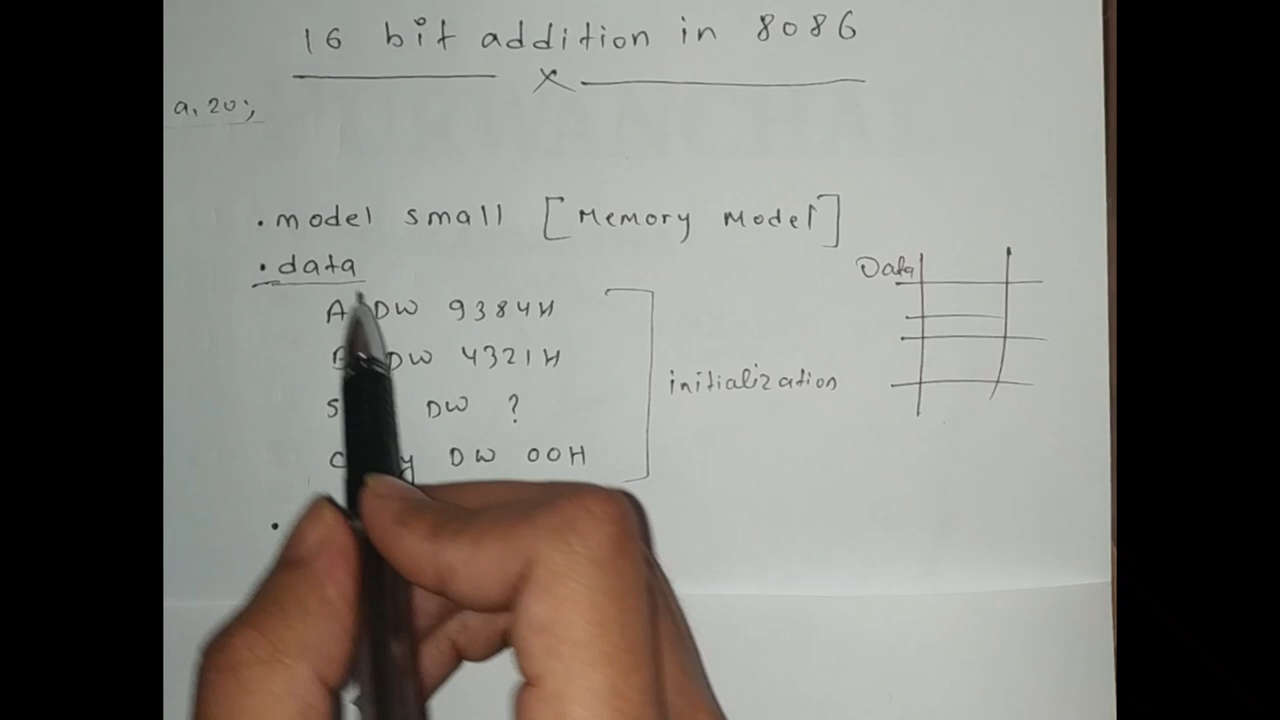 16 bit addition in 8086
x
a, 20;
.model small [Memory Model]
.data
Data
A DW 9384H
DW 4321H
initialization
DW ?
DW 00H
.